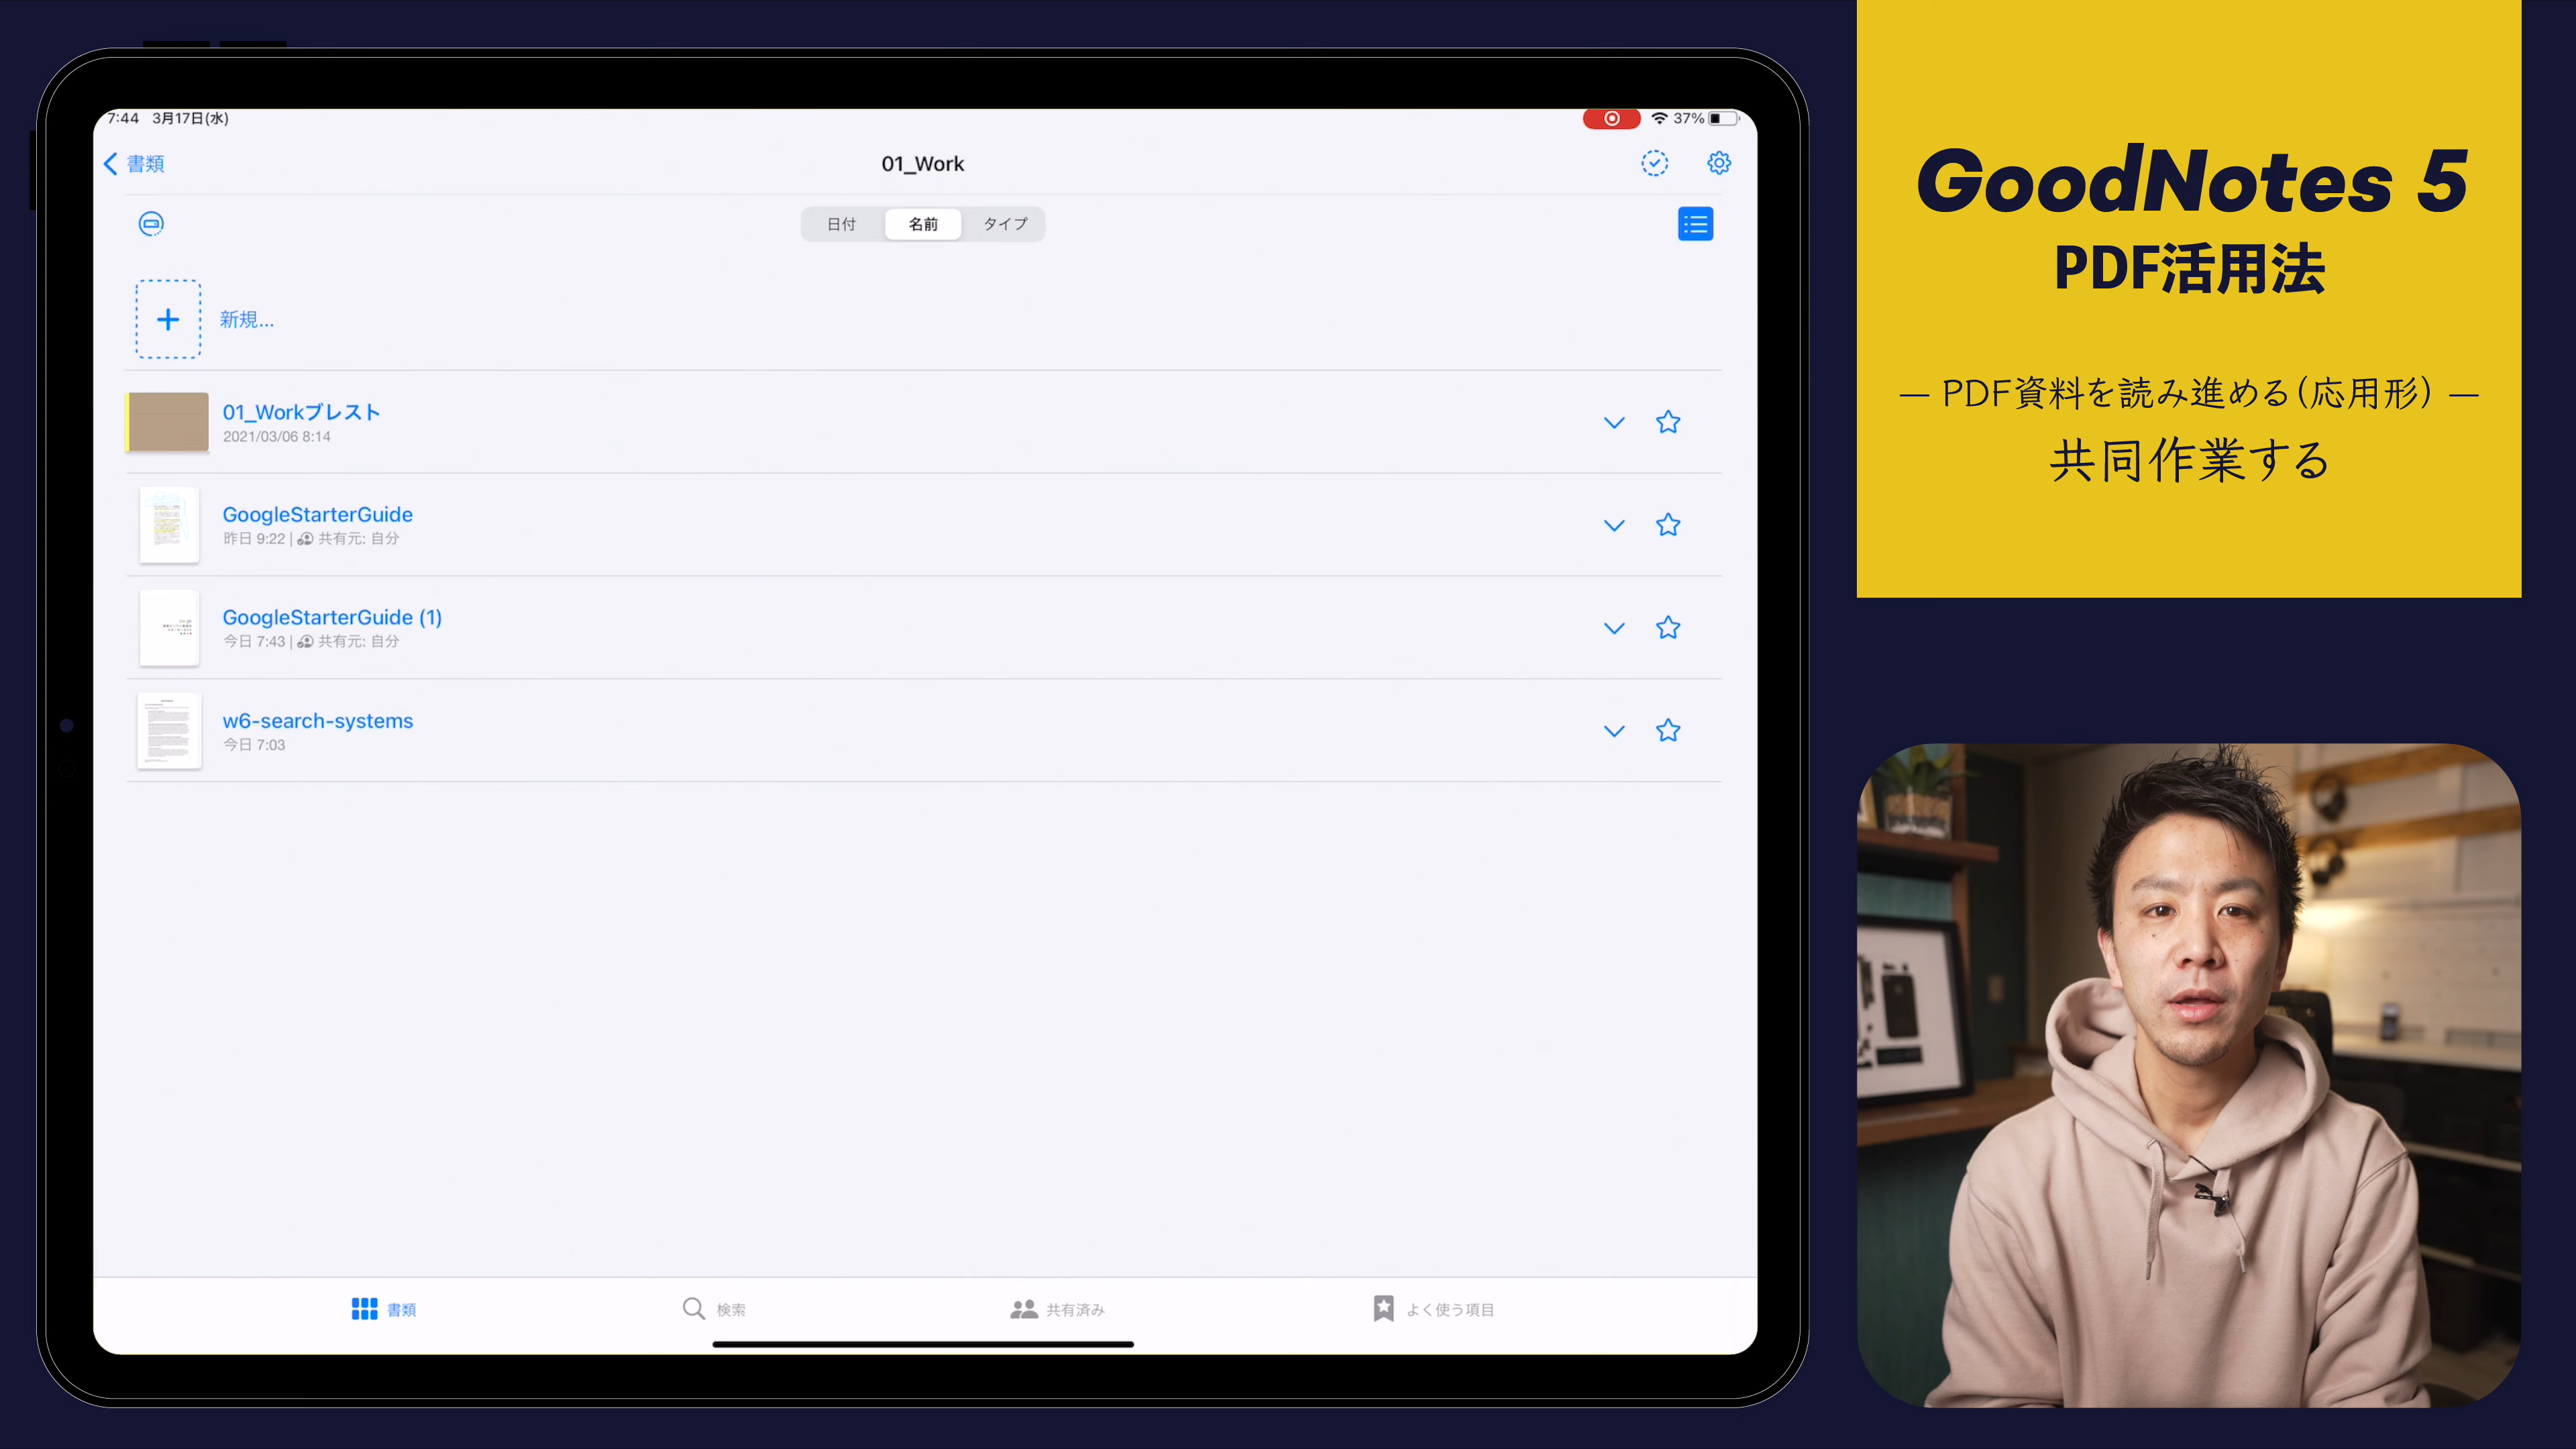 7:44 3月17日(水)
37%
書類
01_Work
日付
名前
タイプ
新規...
01_Workブレスト
2021/03/06 8:14
GoogleStarterGuide
昨日 9:22 | 共有元: 自分
GoogleStarterGuide (1)
今日 7:43 | 共有元: 自分
w6-search-systems
今日 7:03
書類
検索
共有済み
よく使う項目
GoodNotes 5
PDF活用法
— PDF資料を読み進める(応用形) —
共同作業する